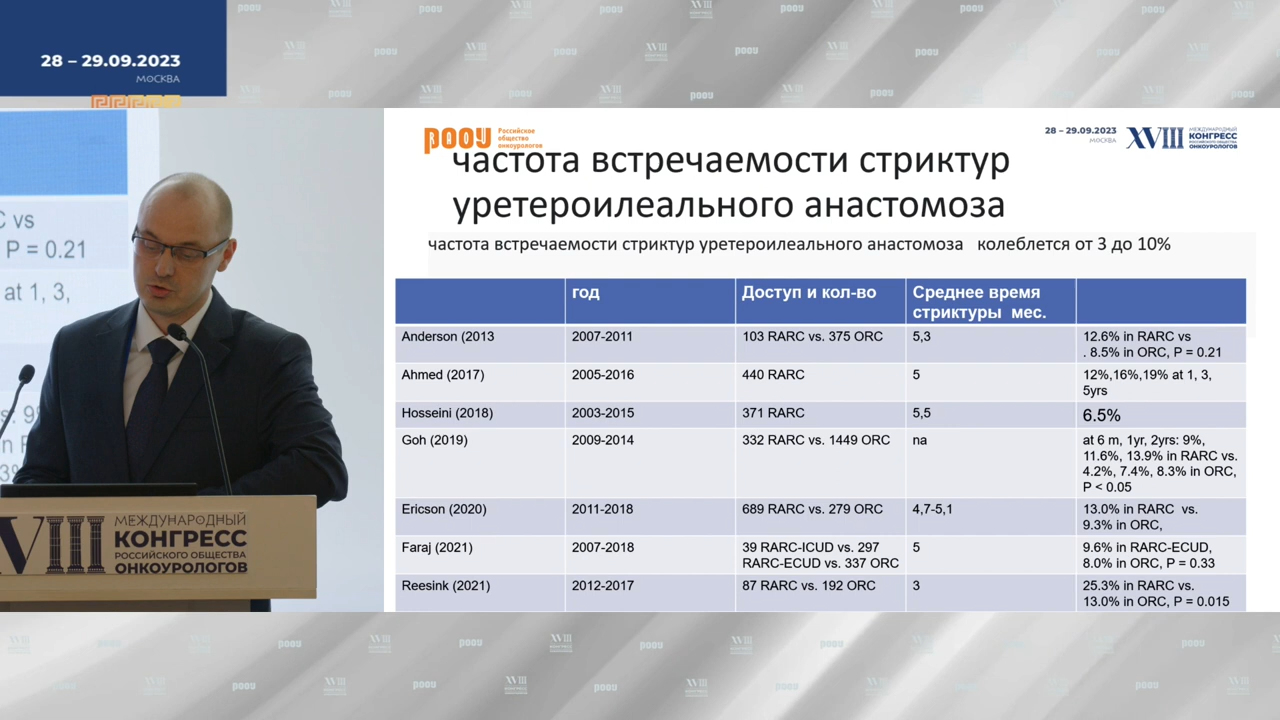 28 – 29.09.2023
МОСКВА
C vs
P = 0.21
at 1, 3,
XVIII
МЕЖДУНАРОДНЫЙ
КОНГРЕСС
РОССИЙСКОГО ОБЩЕСТВА
ОНКОУРОЛОГОВ
РООУ
Российское
общество
онкоурологов
28 – 29.09.2023
МОСКВА
XVIII
МЕЖДУНАРОДНЫЙ
КОНГРЕСС
РОССИЙСКОГО ОБЩЕСТВА
ОНКОУРОЛОГОВ
частота встречаемости стриктур
уретероилеального анастомоза
частота встречаемости стриктур уретероилеального анастомоза колеблется от 3 до 10%
год Доступ и кол-во Среднее время
стриктуры мес.
Anderson (2013 2007-2011 103 RARC vs. 375 ORC 5,3 12.6% in RARC vs
. 8.5% in ORC, P = 0.21
Ahmed (2017) 2005-2016 440 RARC 5 12%,16%,19% at 1, 3,
5yrs
Hosseini (2018) 2003-2015 371 RARC 5,5 6.5%
Goh (2019) 2009-2014 332 RARC vs. 1449 ORC na at 6 m, 1yr, 2yrs: 9%,
11.6%, 13.9% in RARC vs.
4.2%, 7.4%, 8.3% in ORC,
P < 0.05
Ericson (2020) 2011-2018 689 RARC vs. 279 ORC 4,7-5,1 13.0% in RARC vs.
9.3% in ORC,
Faraj (2021) 2007-2018 39 RARC-ICUD vs. 297 5 9.6% in RARC-ECUD,
RARC-ECUD vs. 337 ORC 8.0% in ORC, P = 0.33
Reesink (2021) 2012-2017 87 RARC vs. 192 ORC 3 25.3% in RARC vs.
13.0% in ORC, P = 0.015